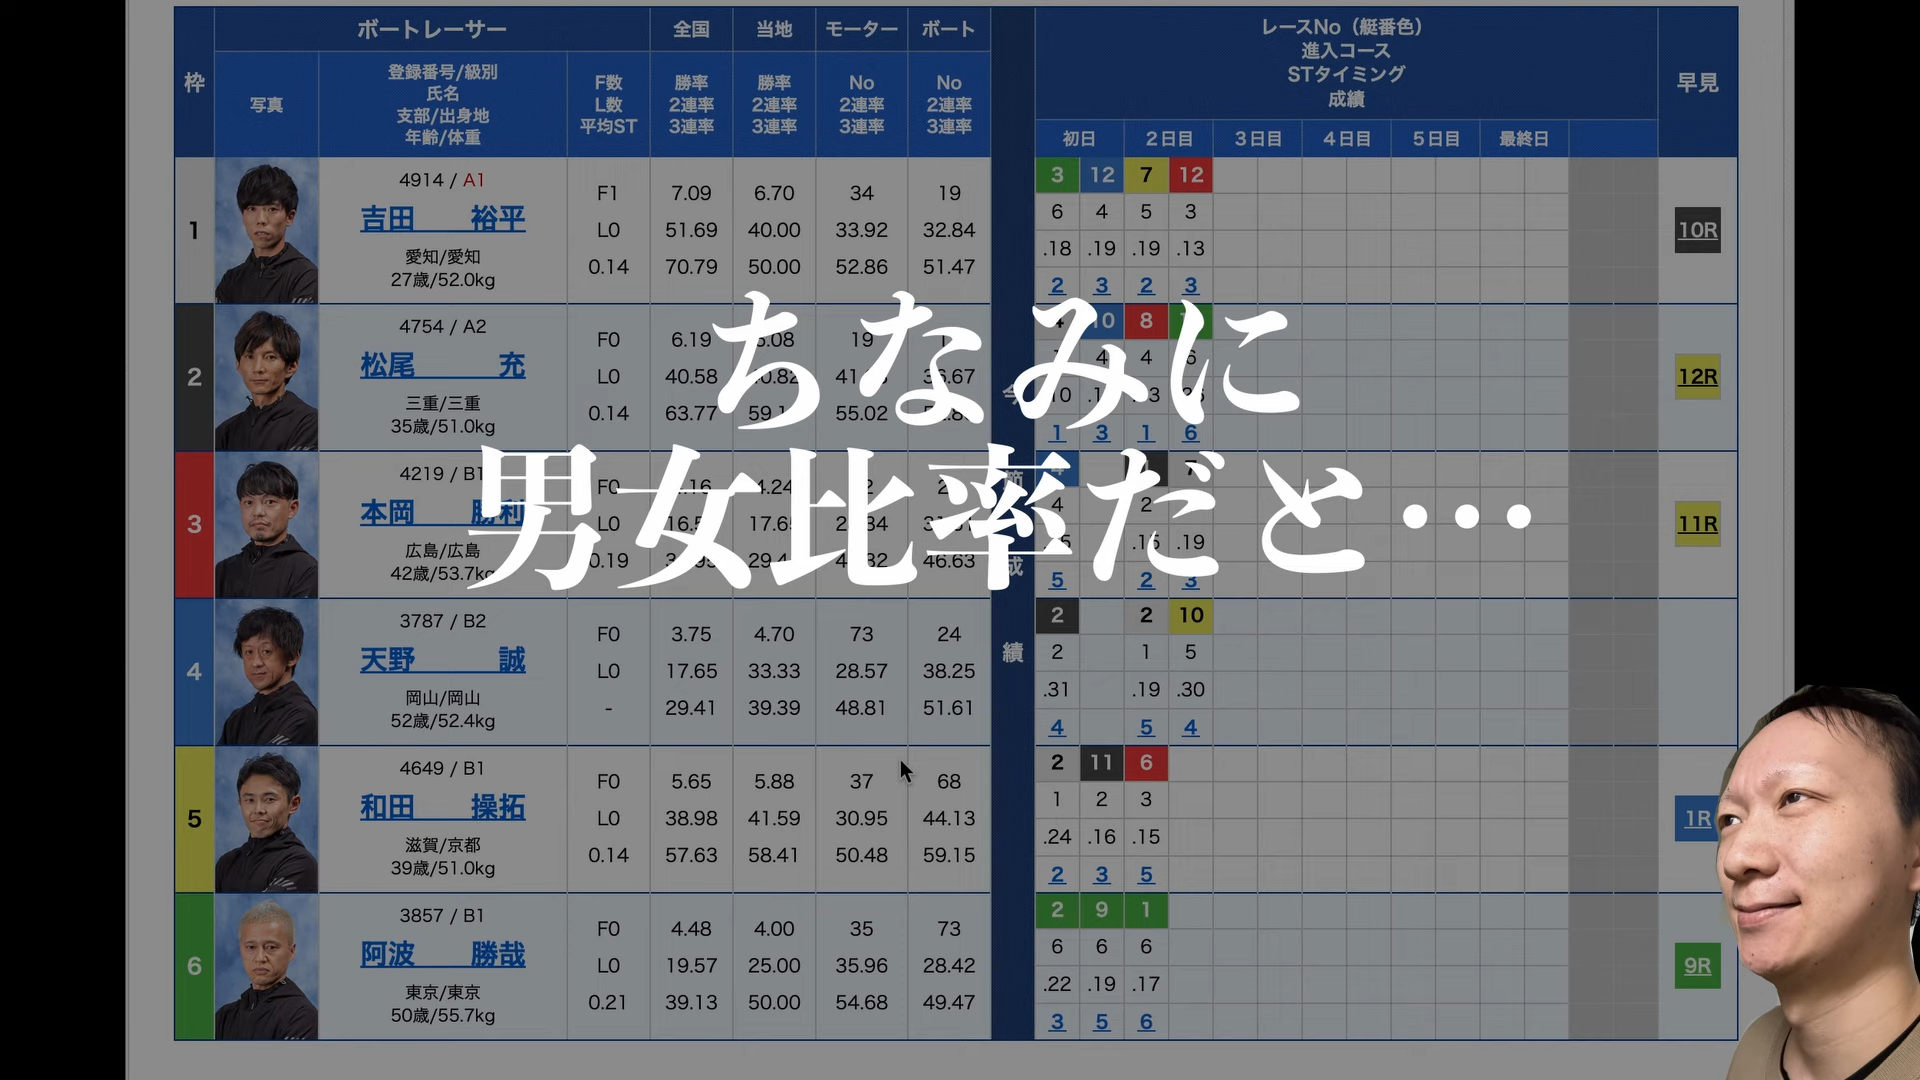 ボートレーサー 全国 当地 モーター ボート
枠 写真 登録番号/級別 氏名 支部/出身地 年齢/体重
F数 L数 平均ST
勝率 2連率 3連率
勝率 2連率 3連率
No 2連率 3連率
No 2連率 3連率
レースNo（艇番色）
進入コース
STタイミング
成績
早見
初日 2日目 3日目 4日目 5日目 最終日
ちなみに
男女比率だと…
今節成績
1
4914 / A1
吉田 裕平
愛知/愛知
27歳/52.0kg
F1 7.09 6.70 34 19
L0 51.69 40.00 33.92 32.84
0.14 70.79 50.00 52.86 51.47
3 12 7 12
6 4 5 3
.18 .19 .19 .13
2 3 2 3
10R
2
4754 / A2
松尾 充
三重/三重
35歳/51.0kg
F0 6.19 19
L0 40.58
0.14 63.77 55.02
10 8
4 4 6
1 3 1 6
12R
3
4219 / B1
本岡 勝利
広島/広島
42歳/53.7kg
F0
L0
0.19 46.63
4 2
.19
5 2 3
11R
4
3787 / B2
天野 誠
岡山/岡山
52歳/52.4kg
F0 3.75 4.70 73 24
L0 17.65 33.33 28.57 38.25
- 29.41 39.39 48.81 51.61
2 2 10
2 1 5
.31 .19 .30
4 5 4
5
4649 / B1
和田 操拓
滋賀/京都
39歳/51.0kg
F0 5.65 5.88 37 68
L0 38.98 41.59 30.95 44.13
0.14 57.63 58.41 50.48 59.15
2 11 6
1 2 3
.24 .16 .15
2 3 5
1R
6
3857 / B1
阿波 勝哉
東京/東京
50歳/55.7kg
F0 4.48 4.00 35 73
L0 19.57 25.00 35.96 28.42
0.21 39.13 50.00 54.68 49.47
2 9 1
6 6 6
.22 .19 .17
3 5 6
9R